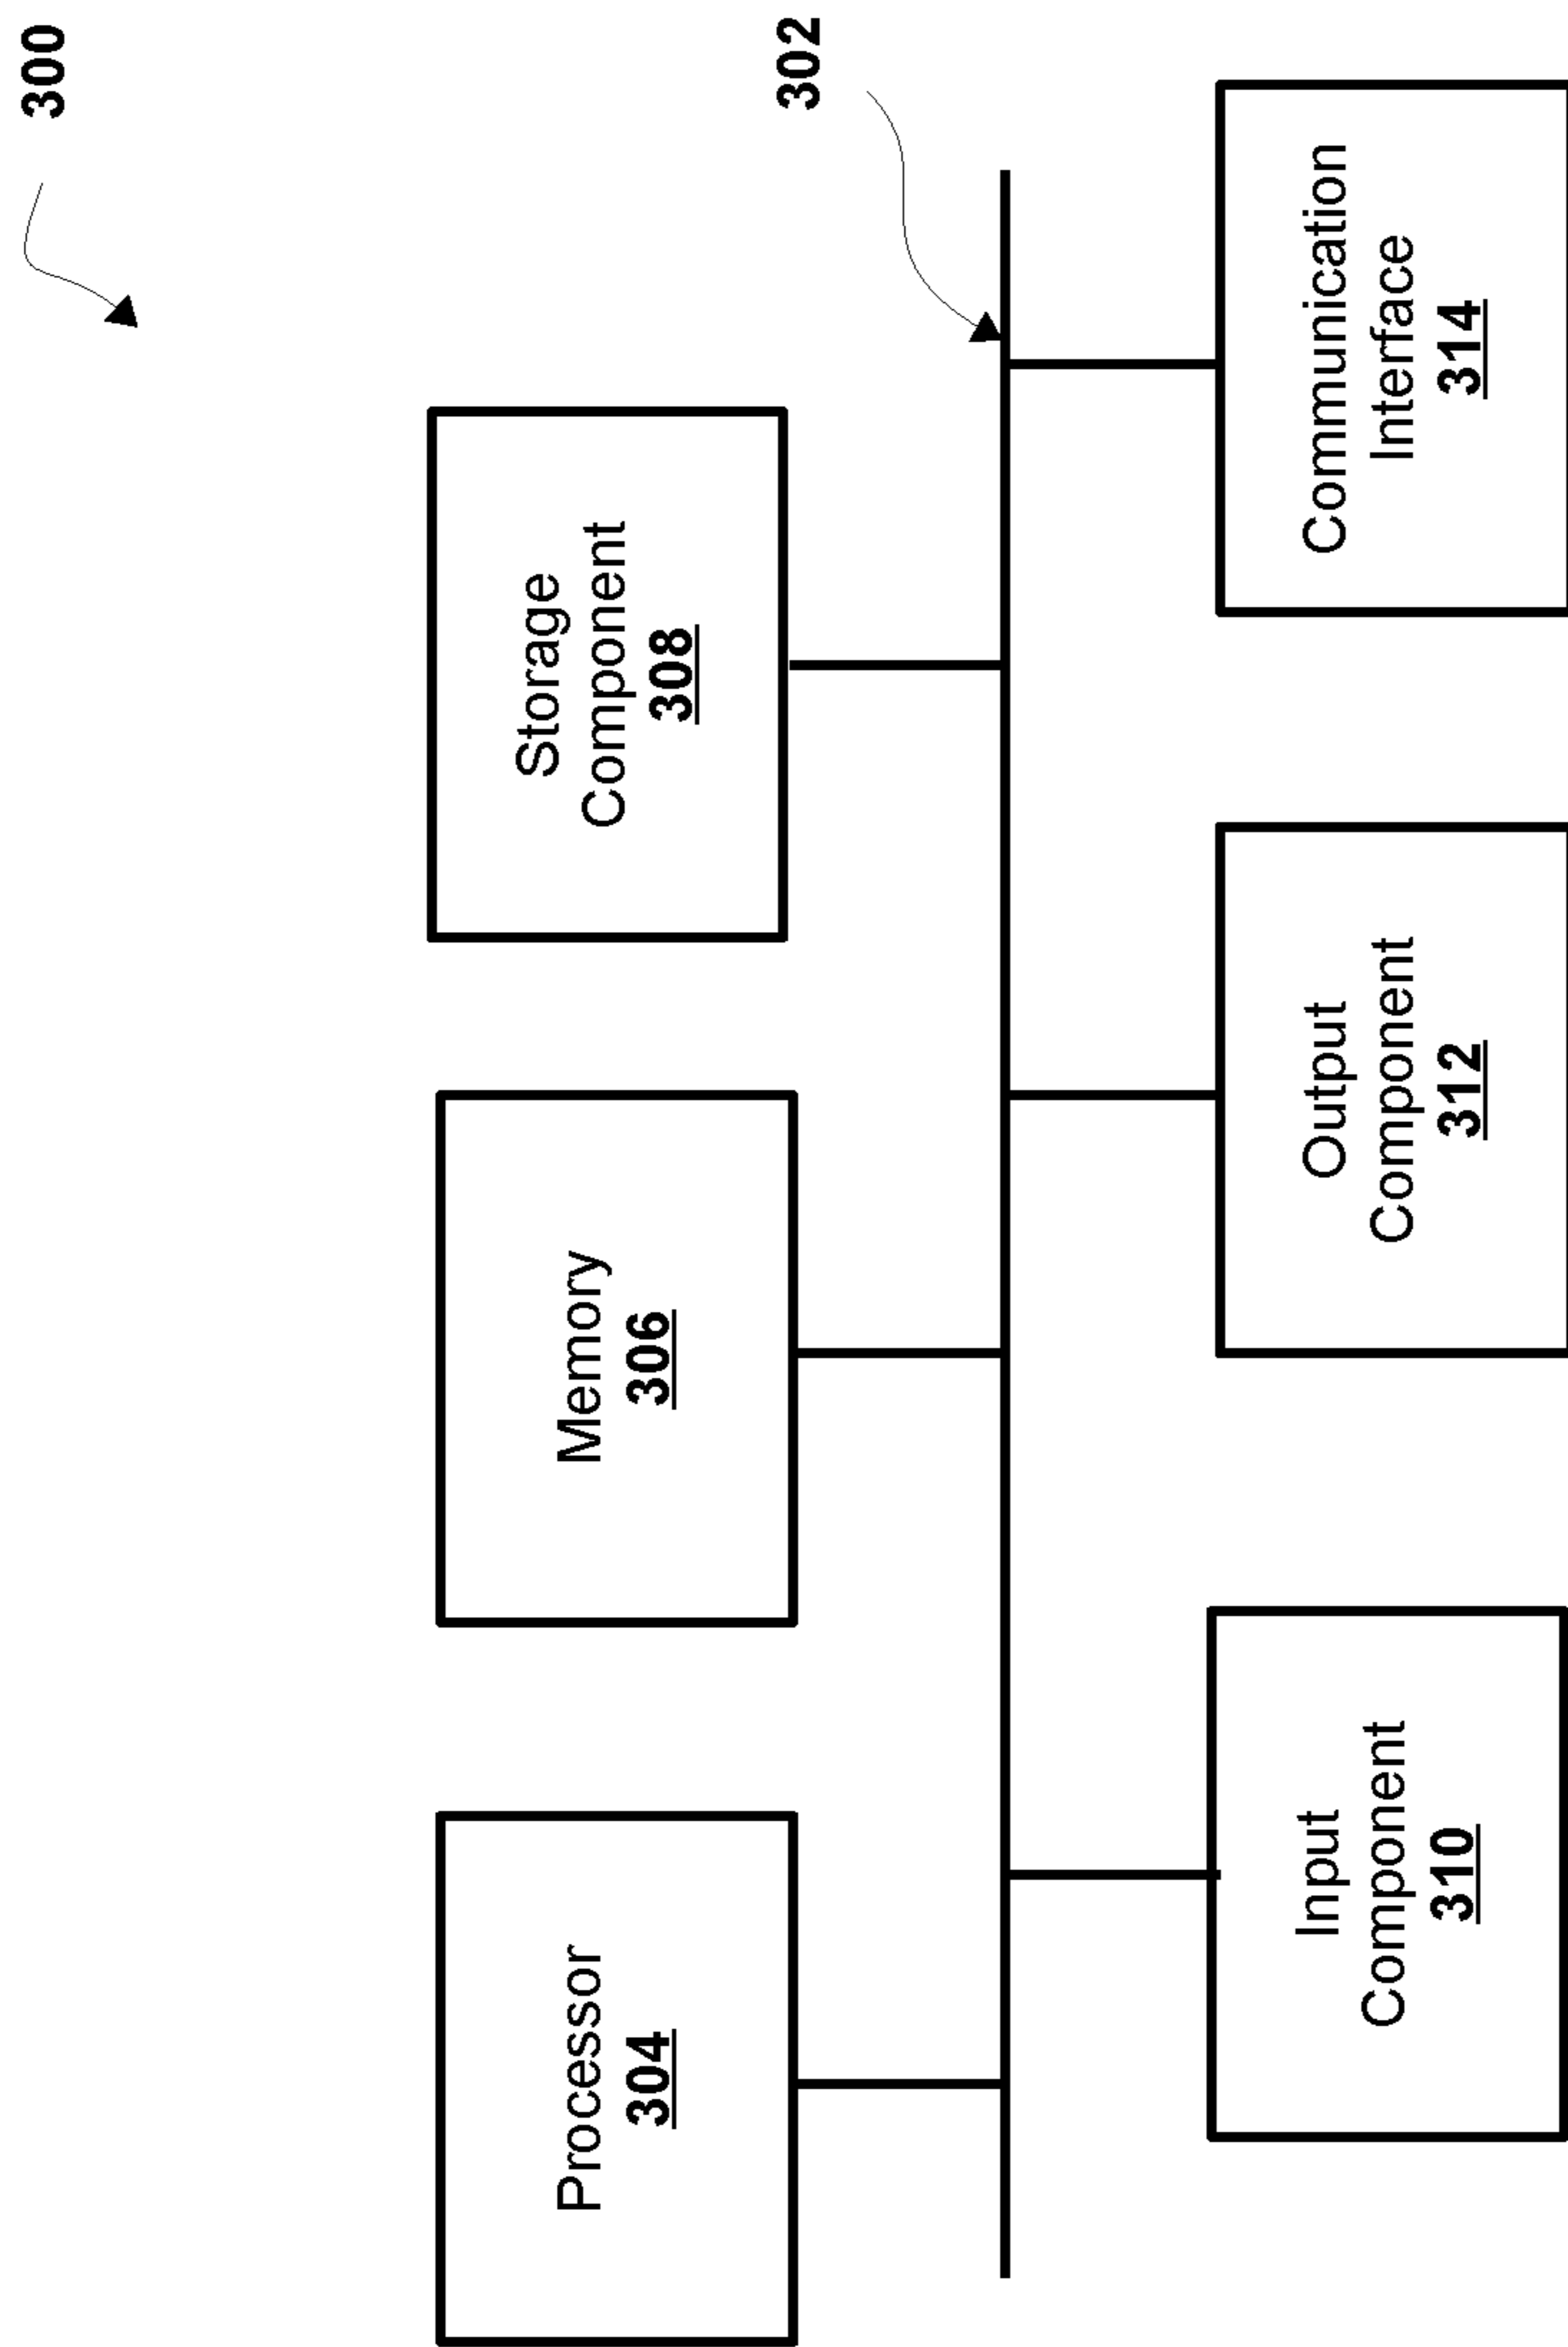 300
Processor
304
Memory
306
Storage
Component
308
302
Input
Component
310
Output
Component
312
Communication
Interface
314